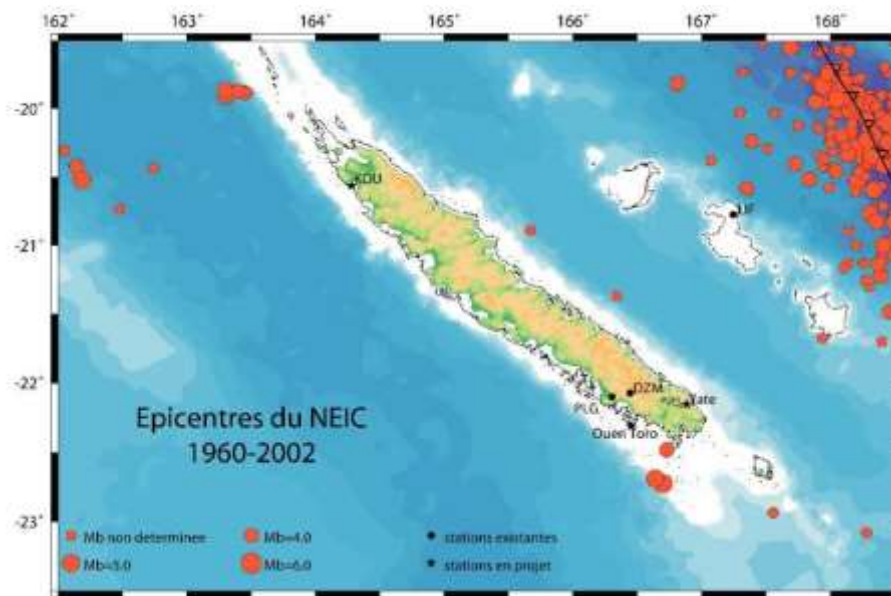 162 163 164 165 166 167 168
-20°
KOU
LIF
-21°
-22°
DZM
Yate
PLG
Ouen Toro
Epicentres du NEIC
1960-2002
-23°
Mb non determinee Mb=4.0 stations existantes
Mb=5.0 Mb=6.0 stations en projet